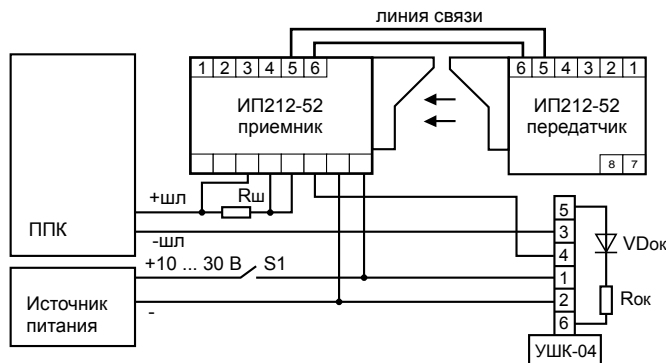 линия связи
1 2 3 4 5 6
6 5 4 3 2 1
ИП212-52
приемник
ИП212-52
передатчик
8 7
+шл
Rш
ППК
-шл
+10 ... 30 В S1
Источник
питания
-
5
3
4
1
2
6
VDок
Rок
УШК-04